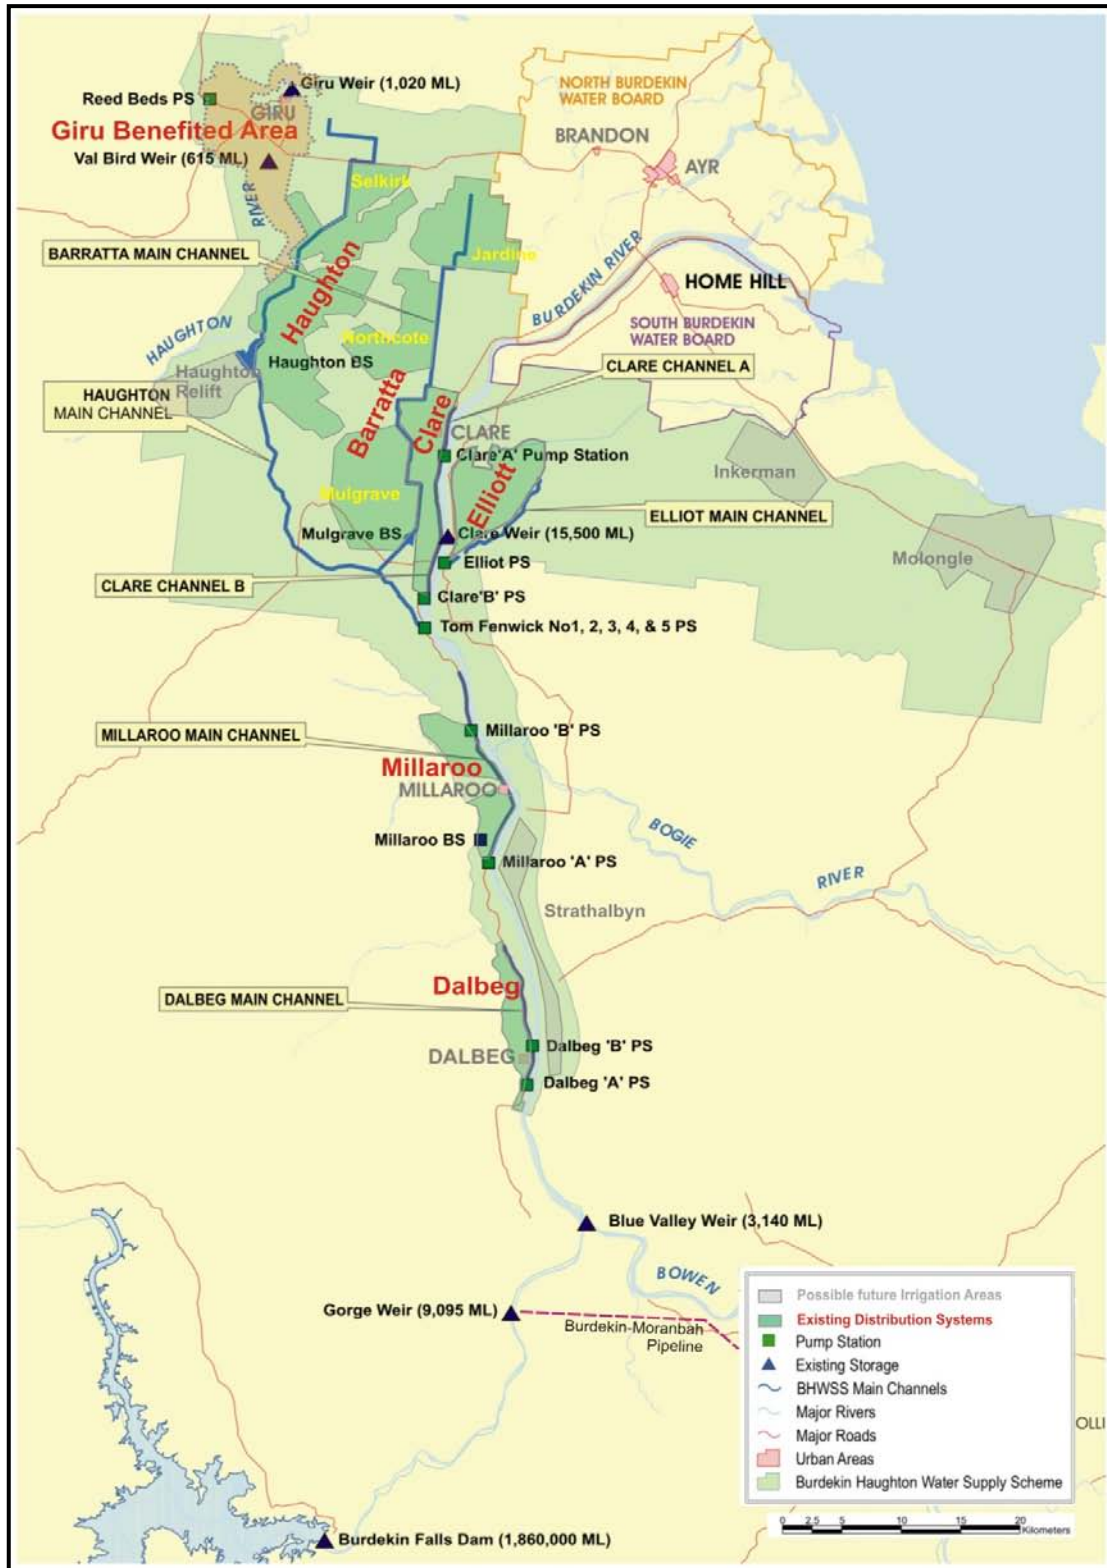 Giru Weir (1,020 ML)
Reed Beds PS
GIRU
Giru Benefited Area
Val Bird Weir (615 ML)
NORTH BURDEKIN
WATER BOARD
BRANDON
AYR
Selkirk
RIVER
BARRATTA MAIN CHANNEL
Jardine
Haughton
BURDEKIN RIVER
HOME HILL
HAUGHTON
Northcote
SOUTH BURDEKIN
WATER BOARD
Haughton BS
Haughton
Relift
CLARE CHANNEL A
HAUGHTON
MAIN CHANNEL
Barratta
Clare
CLARE
Clare'A' Pump Station
Inkerman
Elliott
Mulgrave
ELLIOT MAIN CHANNEL
Mulgrave BS
Clare Weir (15,500 ML)
Molongle
Elliot PS
CLARE CHANNEL B
Clare'B' PS
Tom Fenwick No1, 2, 3, 4, & 5 PS
Millaroo 'B' PS
MILLAROO MAIN CHANNEL
Millaroo
MILLAROO
BOGIE
RIVER
Millaroo BS
Millaroo 'A' PS
Strathalbyn
Dalbeg
DALBEG MAIN CHANNEL
Dalbeg 'B' PS
DALBEG
Dalbeg 'A' PS
Blue Valley Weir (3,140 ML)
BOWEN
Gorge Weir (9,095 ML)
Burdekin-Moranbah
Pipeline
Possible future Irrigation Areas
Existing Distribution Systems
Pump Station
Existing Storage
BHWSS Main Channels
Major Rivers
Major Roads
Urban Areas
Burdekin Haughton Water Supply Scheme
OLLI
0 2.5 5 10 15 20
Kilometers
Burdekin Falls Dam (1,860,000 ML)